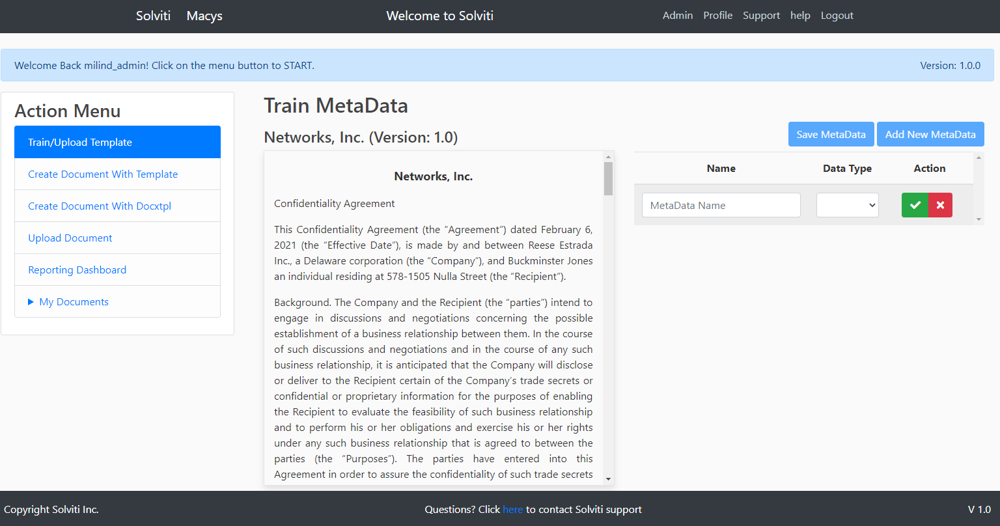 Solviti Macys Welcome to Solviti Admin Profile Support help Logout
Welcome Back milind_admin! Click on the menu button to START. Version: 1.0.0
Action Menu
Train/Upload Template
Create Document With Template
Create Document With Docxtpl
Upload Document
Reporting Dashboard
My Documents
Train MetaData
Networks, Inc. (Version: 1.0)
Networks, Inc.
Confidentiality Agreement
This Confidentiality Agreement (the “Agreement”) dated February 6,
2021 (the “Effective Date”), is made by and between Reese Estrada
Inc., a Delaware corporation (the “Company”), and Buckminster Jones
an individual residing at 578-1505 Nulla Street (the “Recipient”).
Background. The Company and the Recipient (the “parties”) intend to
engage in discussions and negotiations concerning the possible
establishment of a business relationship between them. In the course
of such discussions and negotiations and in the course of any such
business relationship, it is anticipated that the Company will disclose
or deliver to the Recipient certain of the Company’s trade secrets or
confidential or proprietary information for the purposes of enabling
the Recipient to evaluate the feasibility of such business relationship
and to perform his or her obligations and exercise his or her rights
under any such business relationship that is agreed to between the
parties (the “Purposes”). The parties have entered into this
Agreement in order to assure the confidentiality of such trade secrets
Save MetaData Add New MetaData
Name Data Type Action
MetaData Name
Copyright Solviti Inc. Questions? Click here to contact Solviti support V 1.0